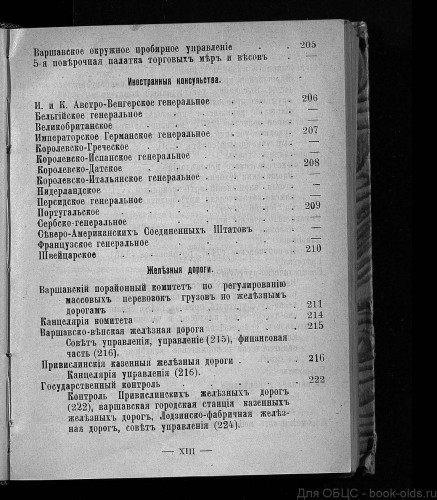 Варшавское окружное пробирное управленіе . . 205
5-я повѣрочная палатка торговыхъ мѣръ и вѣсовъ . . —
Иностранныя консульства.
И. и К. Австро-Венгерское генеральное . . . . 206
Бельгійское генеральное . . . . . —
Великобританское . . . . . . —
Императорское Германское генеральное . . . . 207
Королевско-Греческое . . . . . —
Королевско-Испанское генеральное . . . . —
Королевско-Датское . . . . . 208
Королевско-Итальянское генеральное . . . . —
Нидерландское . . . . . . —
Персидское генеральное . . . . . —
Португальское . . . . . . 209
Сербско-генеральное . . . . . —
Сѣверо-Американскихъ Соединенныхъ Штатовъ . . —
Французское генеральное . . . . . —
Швейцарское . . . . . . 210
Желѣзныя дороги.
Варшавскій порайонный комитетъ по регулированію
массовыхъ перевозокъ грузовъ по желѣзнымъ
дорогамъ . . . . . . 211
Канцелярія комитета . . . . . 214
Варшавско-вѣнская желѣзная дорога . . . . 215
Совѣтъ управленія, управленіе (215), финансовая
часть (216).
Привислинскія казенныя желѣзныя дороги . . . 216
Канцелярія управленія (216).
Государственный контроль . . . . 222
Контроль Привислинскихъ желѣзныхъ дорогъ
(222), варшавская городская станція казенныхъ
желѣзныхъ дорогъ, Лодзинско-фабричная желѣз-
ная дорога, совѣтъ управленія (224).
— XIII —
Для ОБЦС - book-olds.ru